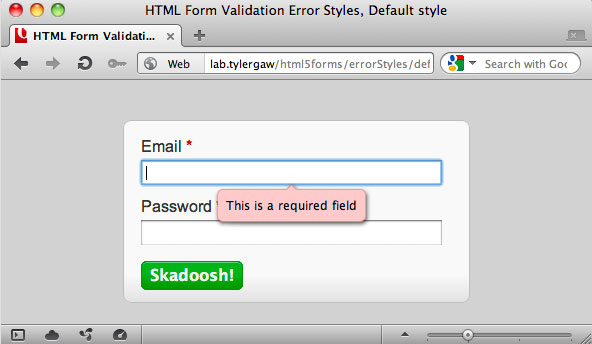 HTML Form Validation Error Styles, Default style
HTML Form Validati...
Web
lab.tylergaw/html5forms/errorStyles/def
Search with Goo
Email *
This is a required field
Password *
Skadoosh!